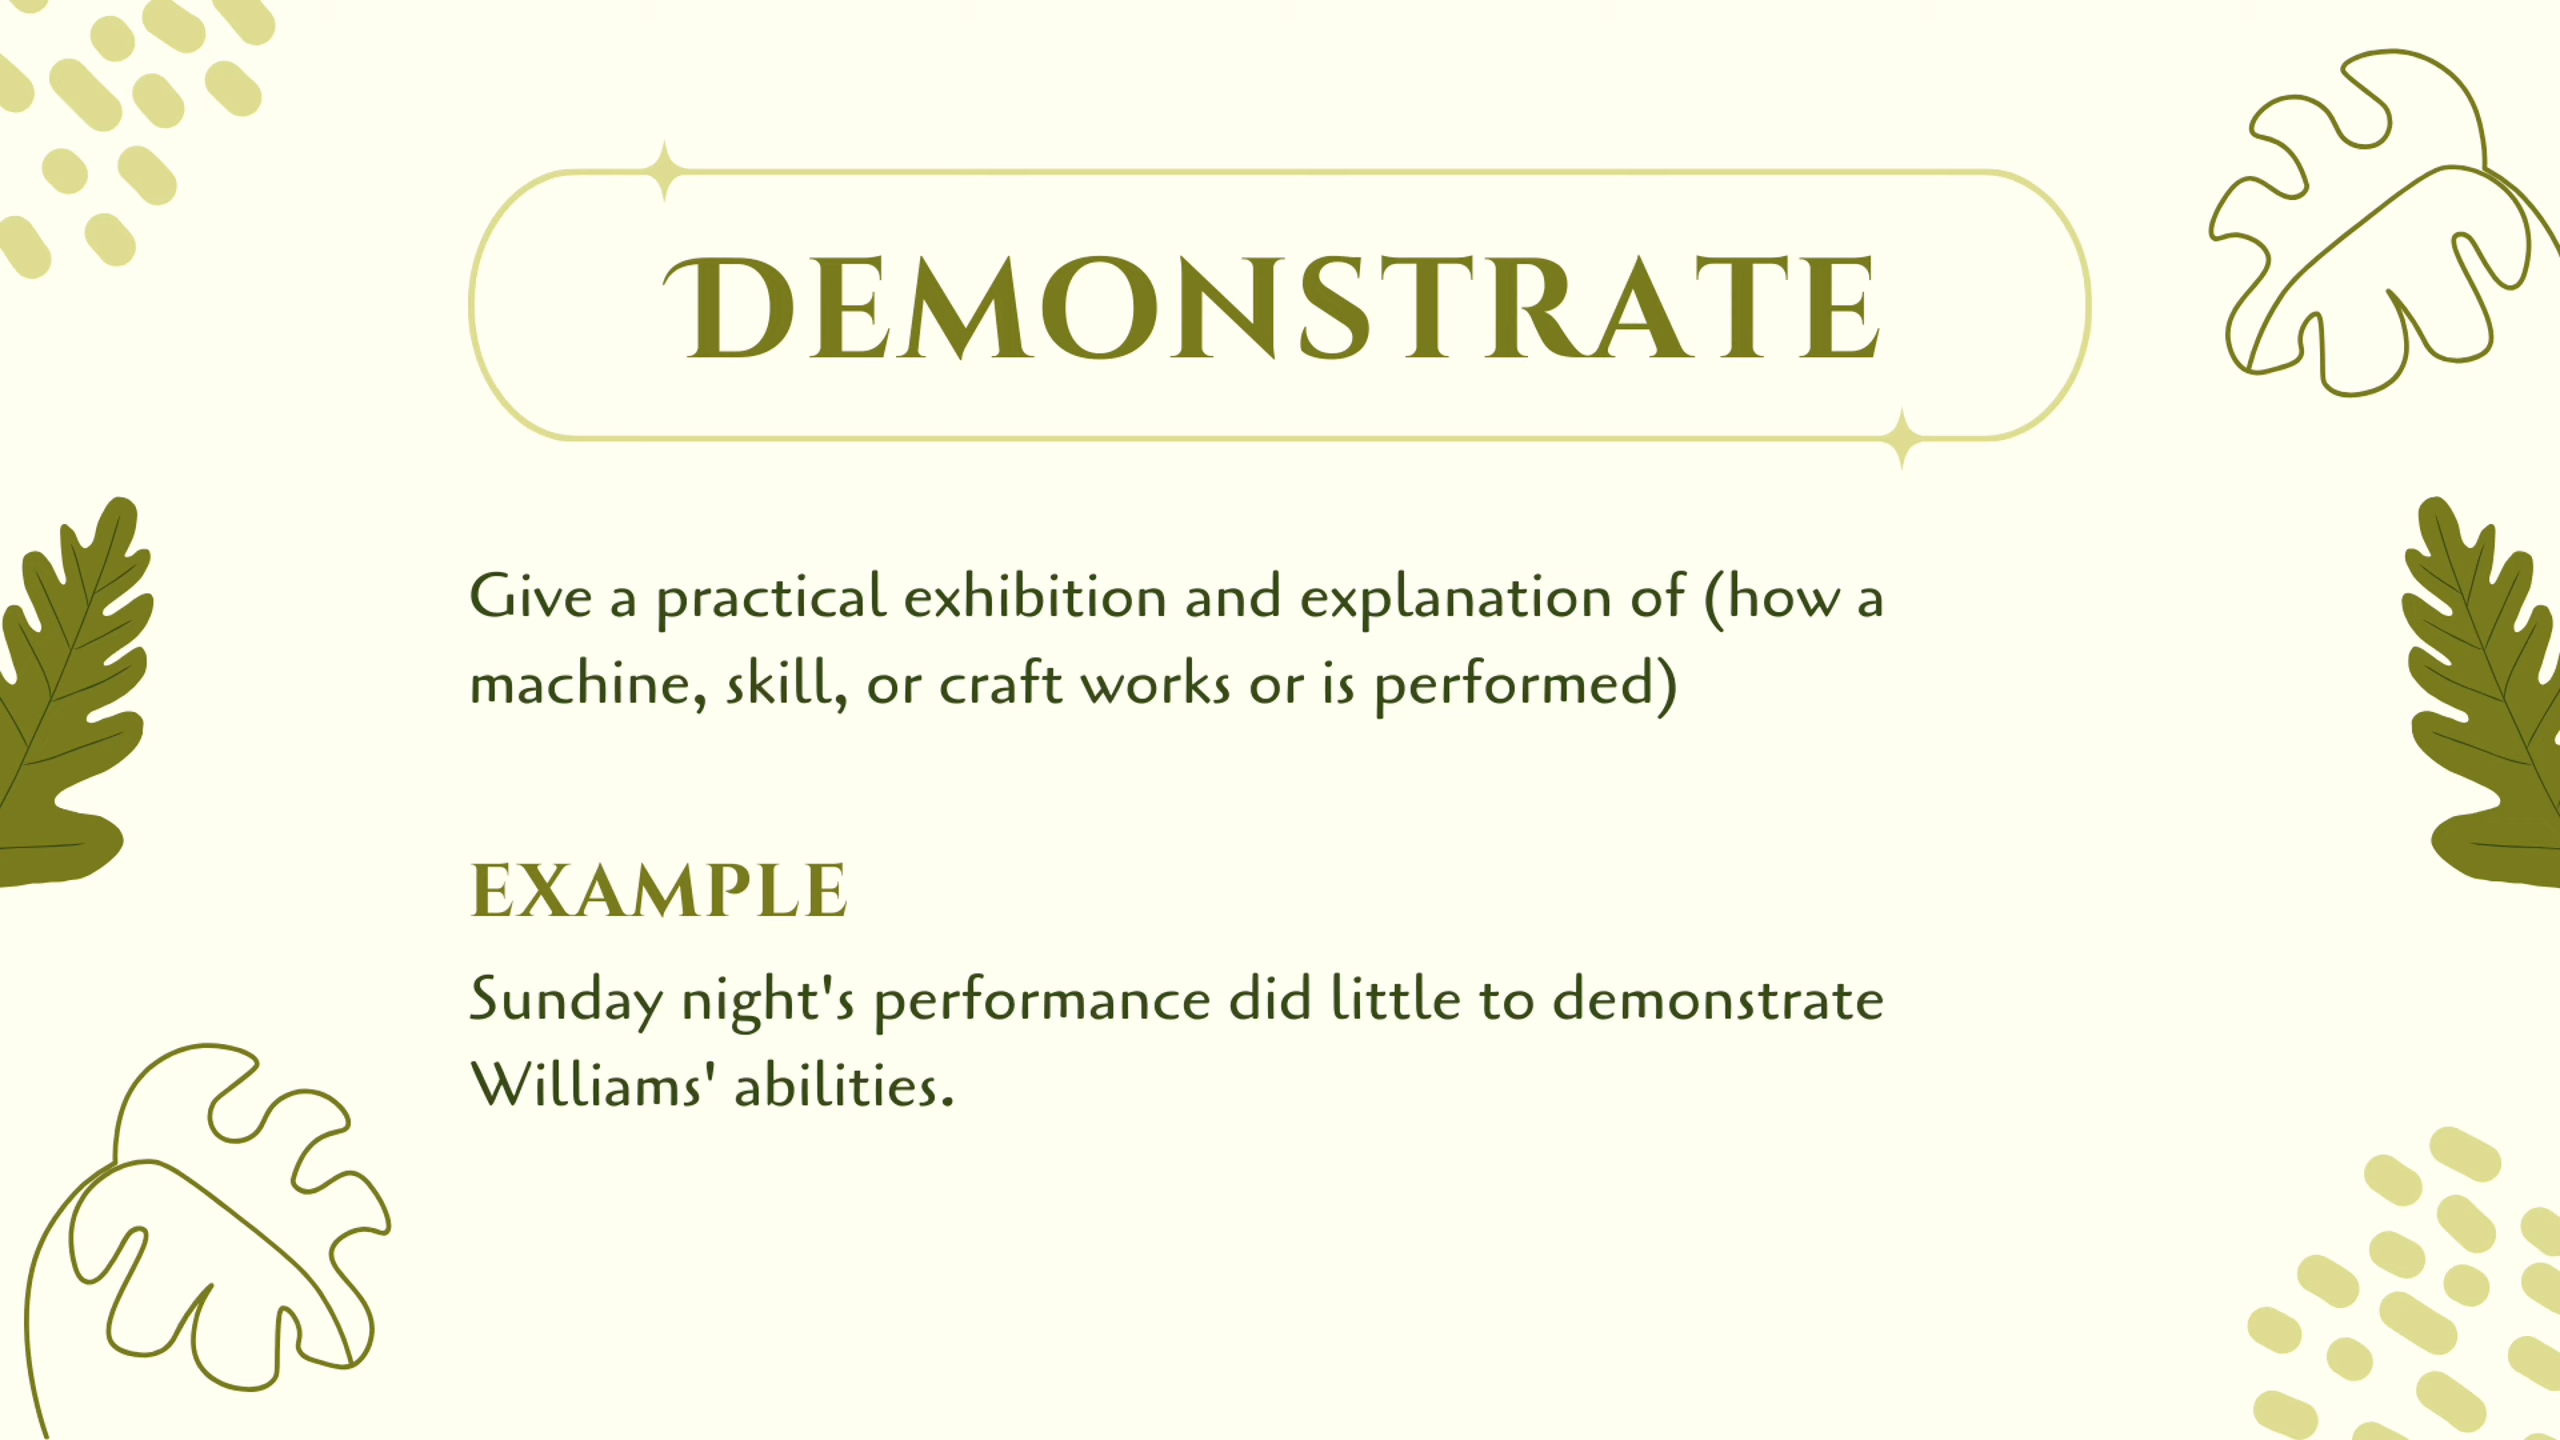 DEMONSTRATE
Give a practical exhibition and explanation of (how a
machine, skill, or craft works or is performed)
EXAMPLE
Sunday night's performance did little to demonstrate
Williams' abilities.